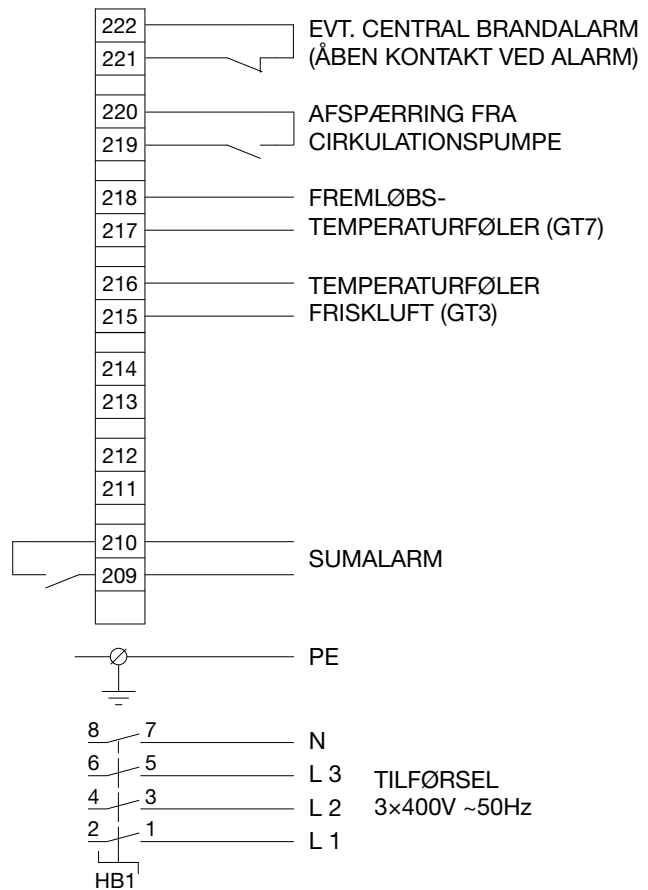 222
EVT. CENTRAL BRANDALARM
221
(ÅBEN KONTAKT VED ALARM)
220
AFSPÆRRING FRA
219
CIRKULATIONSPUMPE
218
FREMLØBS-
217
TEMPERATURFØLER (GT7)
216
TEMPERATURFØLER
215
FRISKLUFT (GT3)
214
213
212
211
210
SUMALARM
209
PE
8 7 N
6 5 L 3
TILFØRSEL
4 3 L 2
3×400V ~50Hz
2 1 L 1
HB1